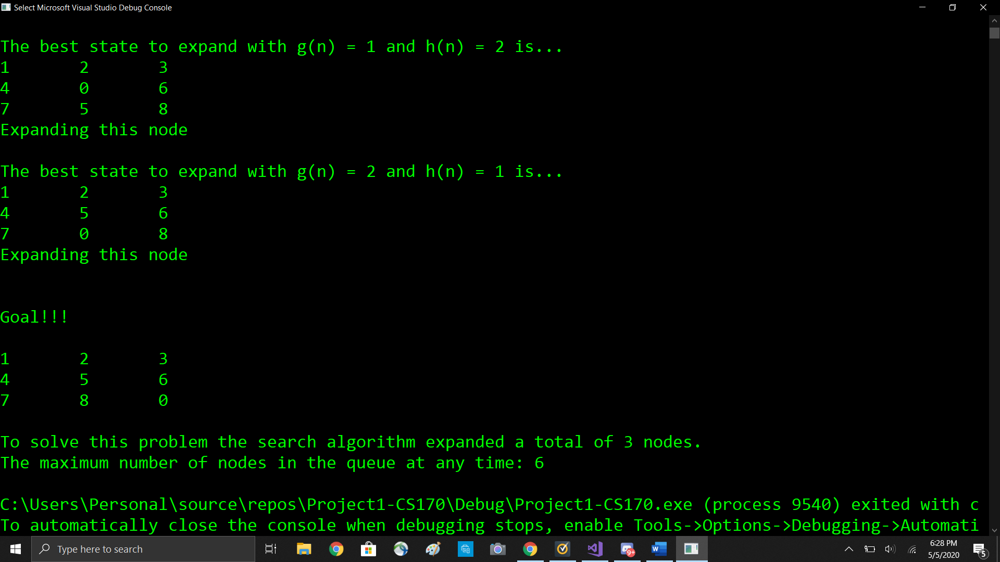 Select Microsoft Visual Studio Debug Console
The best state to expand with g(n) = 1 and h(n) = 2 is...
1 2 3
4 0 6
7 5 8
Expanding this node
The best state to expand with g(n) = 2 and h(n) = 1 is...
1 2 3
4 5 6
7 0 8
Expanding this node
Goal!!!
1 2 3
4 5 6
7 8 0
To solve this problem the search algorithm expanded a total of 3 nodes.
The maximum number of nodes in the queue at any time: 6
C:\Users\Personal\source\repos\Project1-CS170\Debug\Project1-CS170.exe (process 9540) exited with c
To automatically close the console when debugging stops, enable Tools->Options->Debugging->Automati
Type here to search
9+
W
6:28 PM
5/5/2020
5